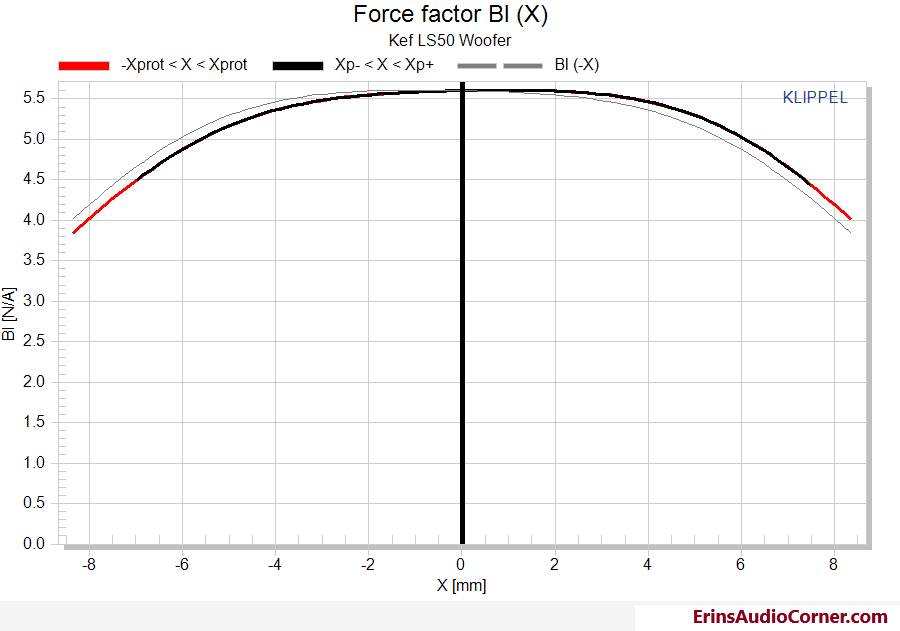 Force factor Bl (X)
Kef LS50 Woofer
-Xprot < X < Xprot Xp- < X < Xp+ Bl (-X)
KLIPPEL
5.5
5.0
4.5
4.0
3.5
3.0
2.5
2.0
1.5
1.0
0.5
0.0
Bl [N/A]
-8 -6 -4 -2 0 2 4 6 8
X [mm]
ErinsAudioCorner.com